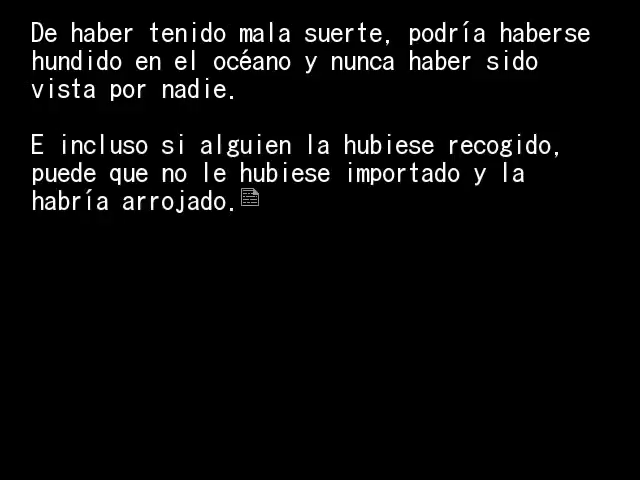 De haber tenido mala suerte, podría haberse
hundido en el océano y nunca haber sido
vista por nadie.
E incluso si alguien la hubiese recogido,
puede que no le hubiese importado y la
habría arrojado.